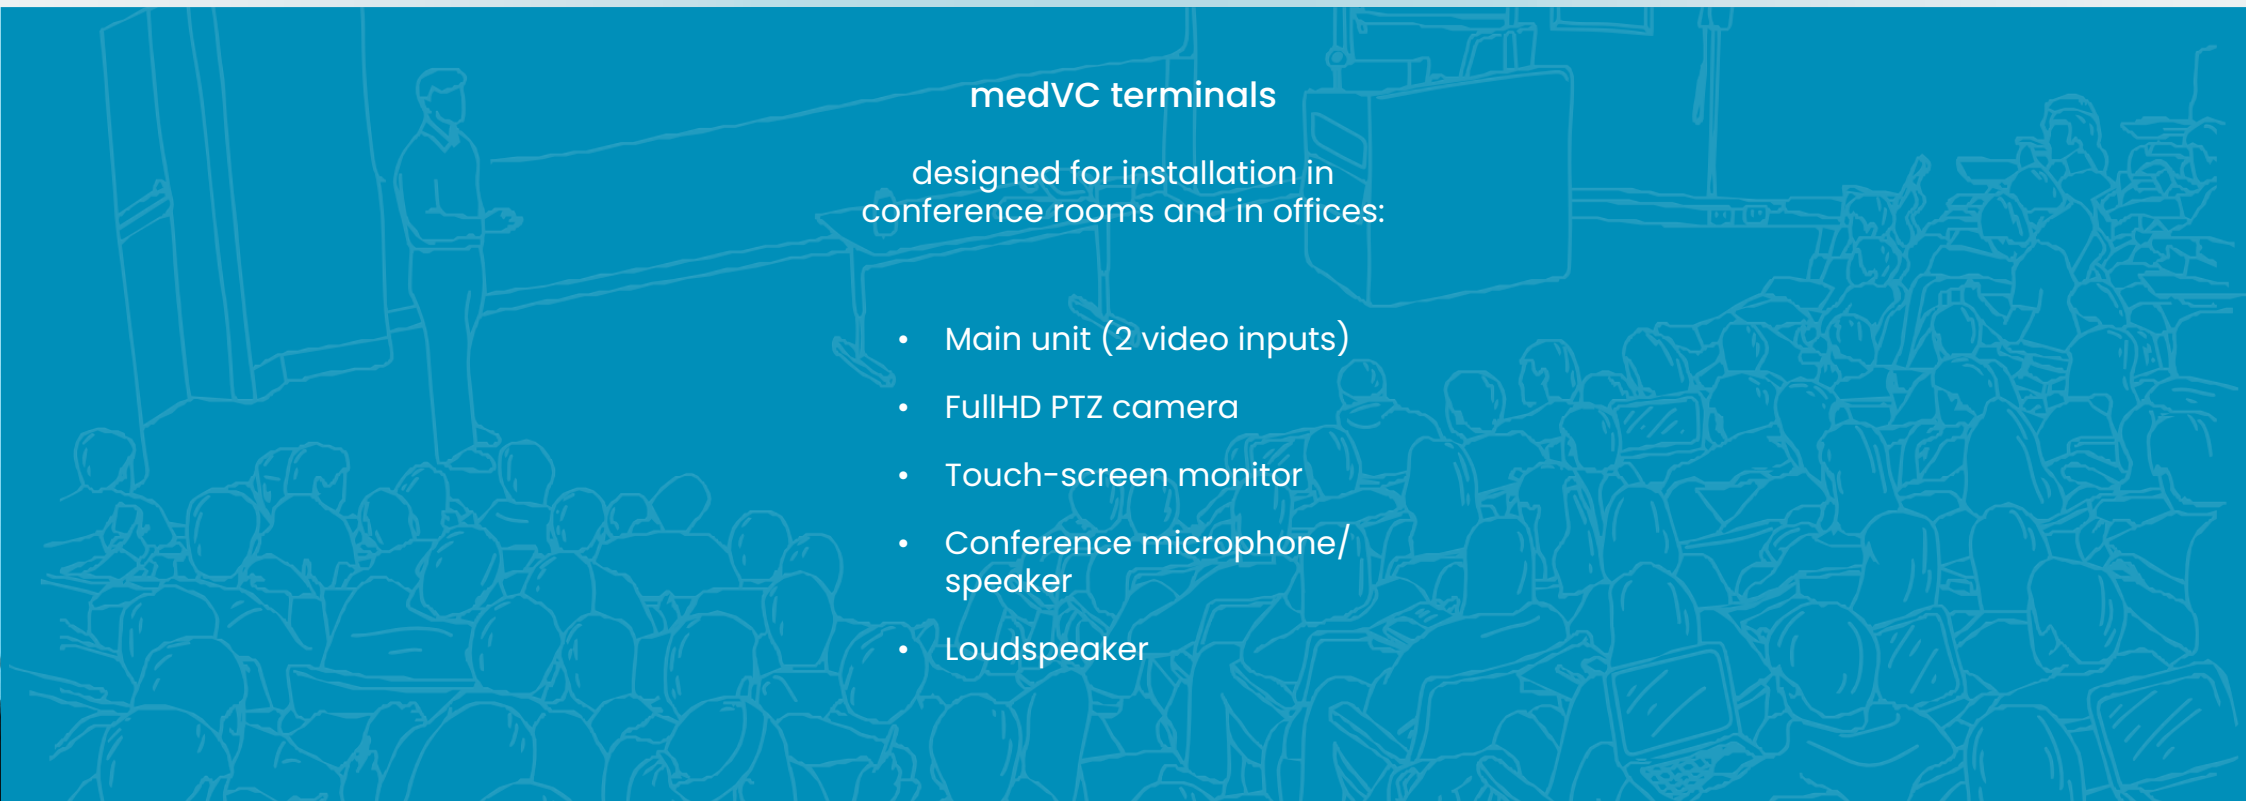 medVC terminals
designed for installation in
conference rooms and in offices:
• Main unit (2 video inputs)
• FullHD PTZ camera
• Touch-screen monitor
• Conference microphone/
speaker
• Loudspeaker